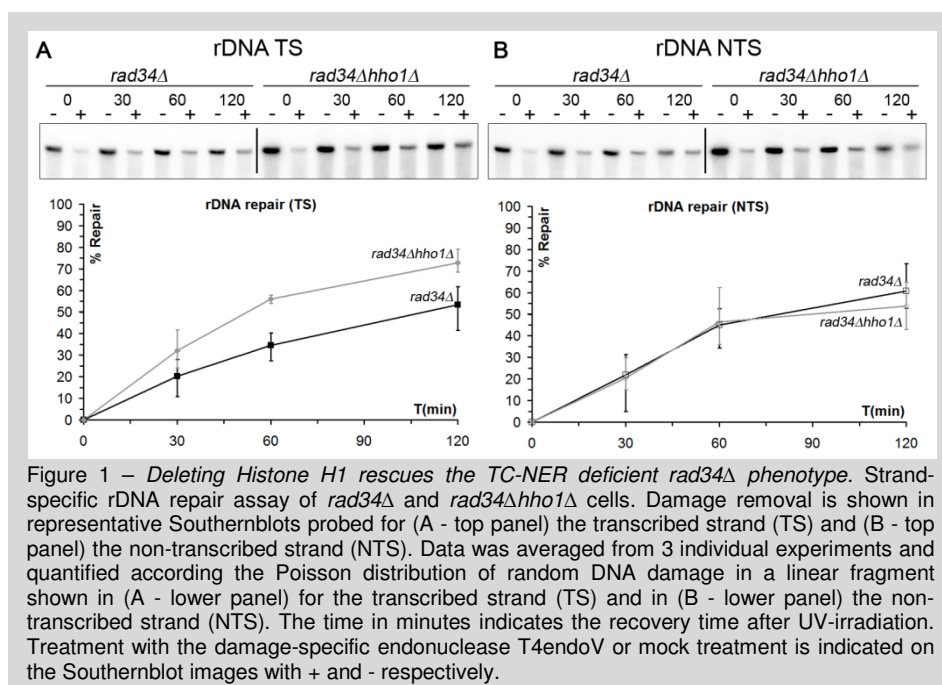 A
rDNA TS
rad34Δ
rad34Δhho1Δ
0 30 60 120 0 30 60 120
- + - + - + - + - + - + - + - +
rDNA repair (TS)
% Repair
100
90
80
70
60
50
40
30
20
10
0
rad34Δhho1Δ
rad34Δ
T(min)
0 30 60 90 120
B
rDNA NTS
rad34Δ
rad34Δhho1Δ
0 30 60 120 0 30 60 120
- + - + - + - + - + - + - + - +
rDNA repair (NTS)
% Repair
100
90
80
70
60
50
40
30
20
10
0
rad34Δ
rad34Δhho1Δ
T(min)
0 30 60 90 120
Figure 1 – Deleting Histone H1 rescues the TC-NER deficient rad34Δ phenotype. Strand-
specific rDNA repair assay of rad34Δ and rad34Δhho1Δ cells. Damage removal is shown in
representative Southernblots probed for (A - top panel) the transcribed strand (TS) and (B - top
panel) the non-transcribed strand (NTS). Data was averaged from 3 individual experiments and
quantified according the Poisson distribution of random DNA damage in a linear fragment
shown in (A - lower panel) for the transcribed strand (TS) and in (B - lower panel) the non-
transcribed strand (NTS). The time in minutes indicates the recovery time after UV-irradiation.
Treatment with the damage-specific endonuclease T4endoV or mock treatment is indicated on
the Southernblot images with + and - respectively.